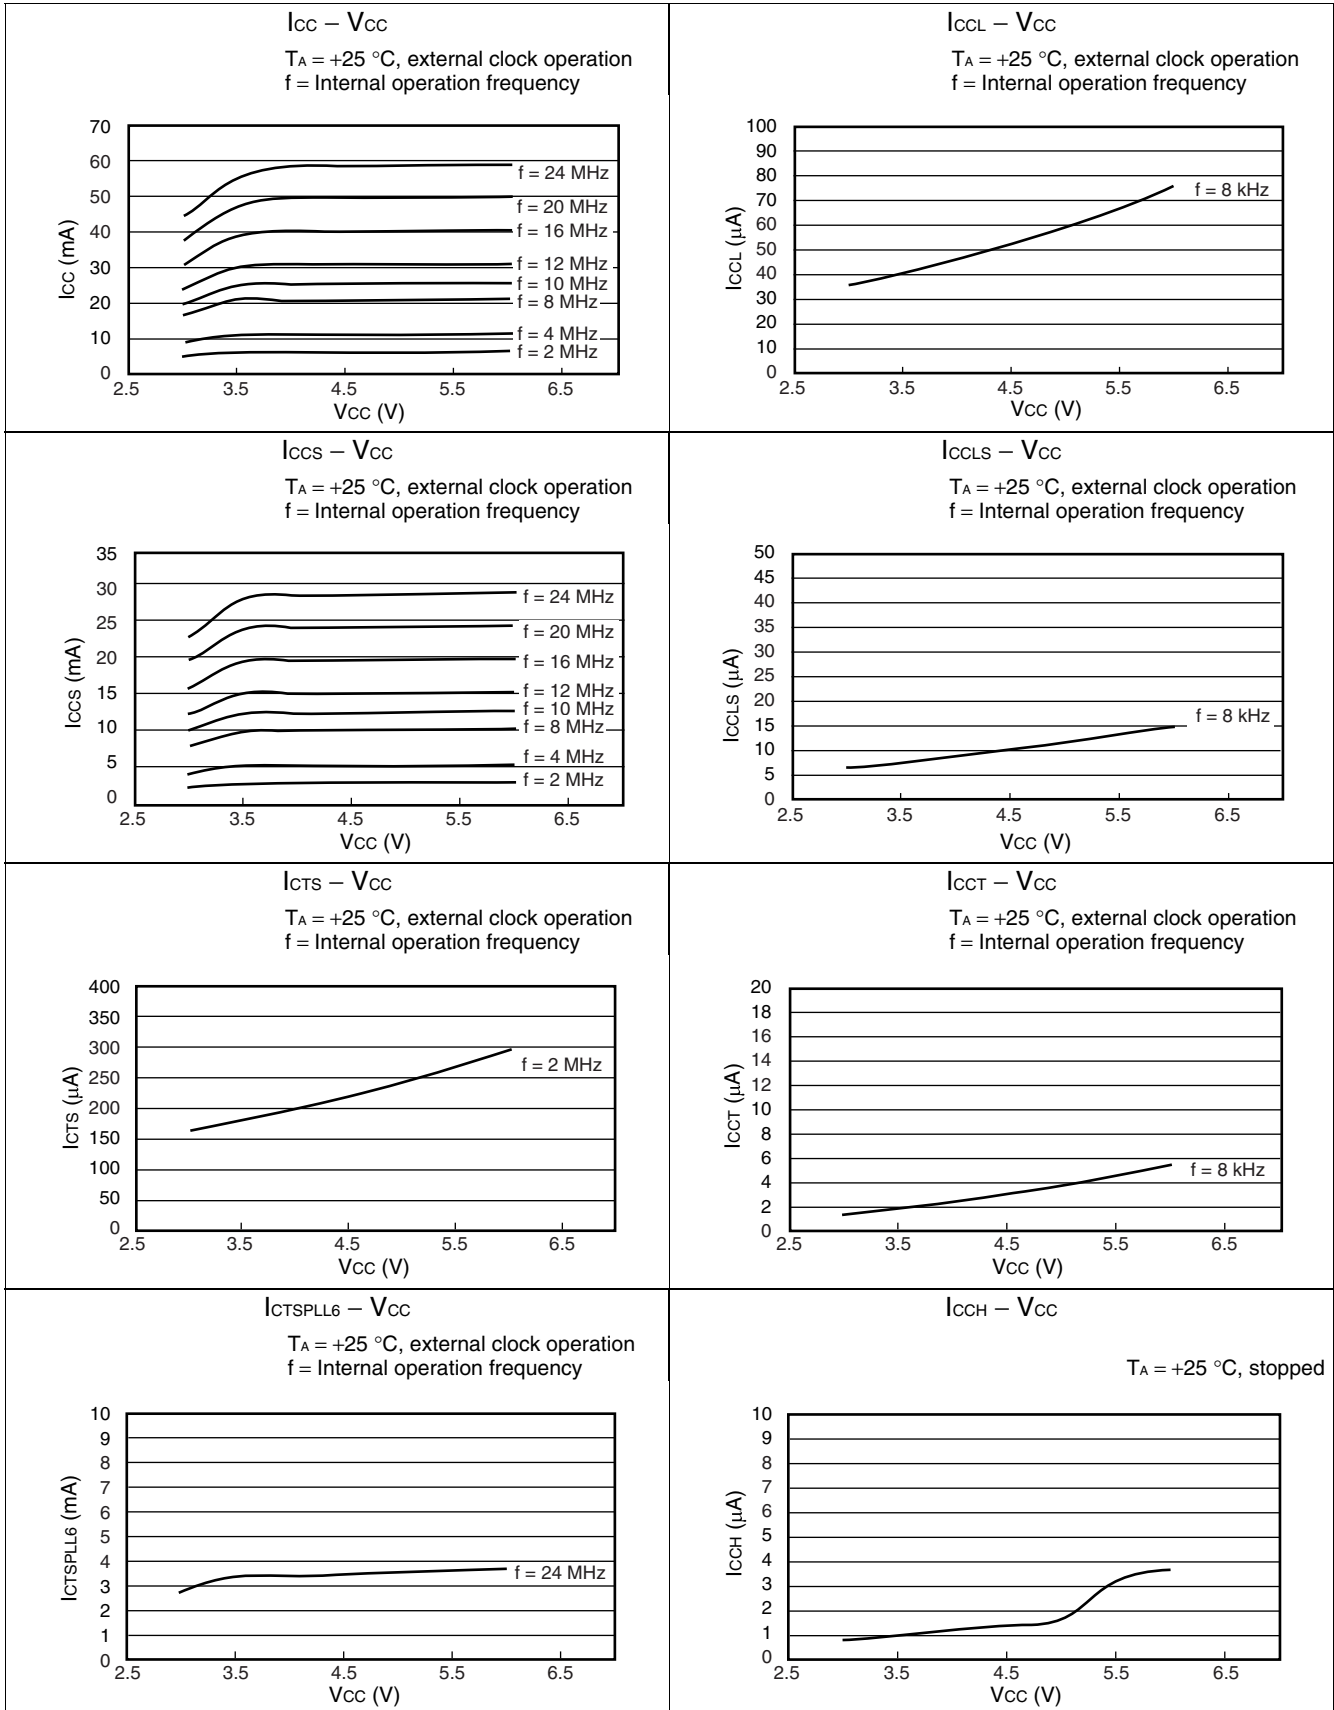 ICC – VCC
TA = +25 °C, external clock operation
f = Internal operation frequency
70
60
50
40
30
20
10
0
ICC (mA)
f = 24 MHz
f = 20 MHz
f = 16 MHz
f = 12 MHz
f = 10 MHz
f = 8 MHz
f = 4 MHz
f = 2 MHz
2.5 3.5 4.5 5.5 6.5
VCC (V)
ICCL – VCC
TA = +25 °C, external clock operation
f = Internal operation frequency
100
90
80
70
60
50
40
30
20
10
0
ICCL (µA)
f = 8 kHz
2.5 3.5 4.5 5.5 6.5
VCC (V)
ICCS – VCC
TA = +25 °C, external clock operation
f = Internal operation frequency
35
30
25
20
15
10
5
0
ICCS (mA)
f = 24 MHz
f = 20 MHz
f = 16 MHz
f = 12 MHz
f = 10 MHz
f = 8 MHz
f = 4 MHz
f = 2 MHz
2.5 3.5 4.5 5.5 6.5
VCC (V)
ICCLS – VCC
TA = +25 °C, external clock operation
f = Internal operation frequency
50
45
40
35
30
25
20
15
10
5
0
ICCLS (µA)
f = 8 kHz
2.5 3.5 4.5 5.5 6.5
VCC (V)
ICTS – VCC
TA = +25 °C, external clock operation
f = Internal operation frequency
400
350
300
250
200
150
100
50
0
ICTS (µA)
f = 2 MHz
2.5 3.5 4.5 5.5 6.5
VCC (V)
ICCT – VCC
TA = +25 °C, external clock operation
f = Internal operation frequency
20
18
16
14
12
10
8
6
4
2
0
ICCT (µA)
f = 8 kHz
2.5 3.5 4.5 5.5 6.5
VCC (V)
ICTSPLL6 – VCC
TA = +25 °C, external clock operation
f = Internal operation frequency
10
9
8
7
6
5
4
3
2
1
0
ICTSPLL6 (mA)
f = 24 MHz
2.5 3.5 4.5 5.5 6.5
VCC (V)
ICCH – VCC
TA = +25 °C, stopped
10
9
8
7
6
5
4
3
2
1
0
ICCH (µA)
2.5 3.5 4.5 5.5 6.5
VCC (V)